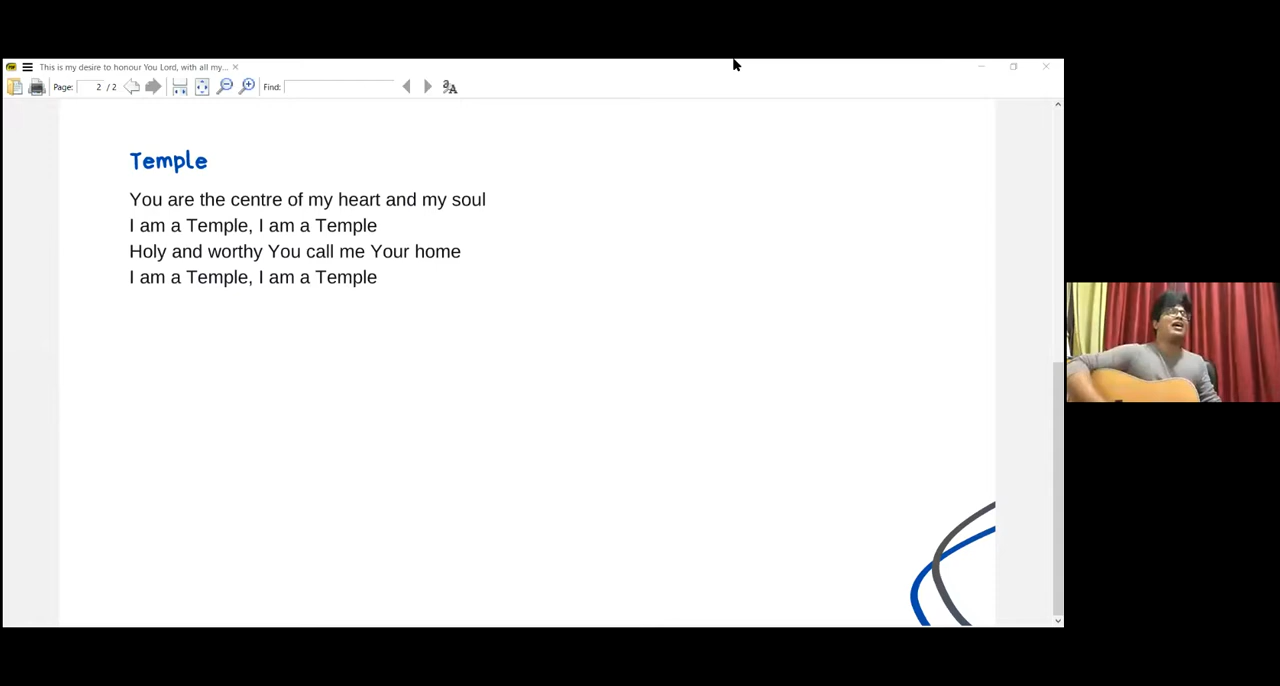 This is my desire to honour You Lord, with all my...
Page: 2 / 2 Find:
Temple
You are the centre of my heart and my soul
I am a Temple, I am a Temple
Holy and worthy You call me Your home
I am a Temple, I am a Temple